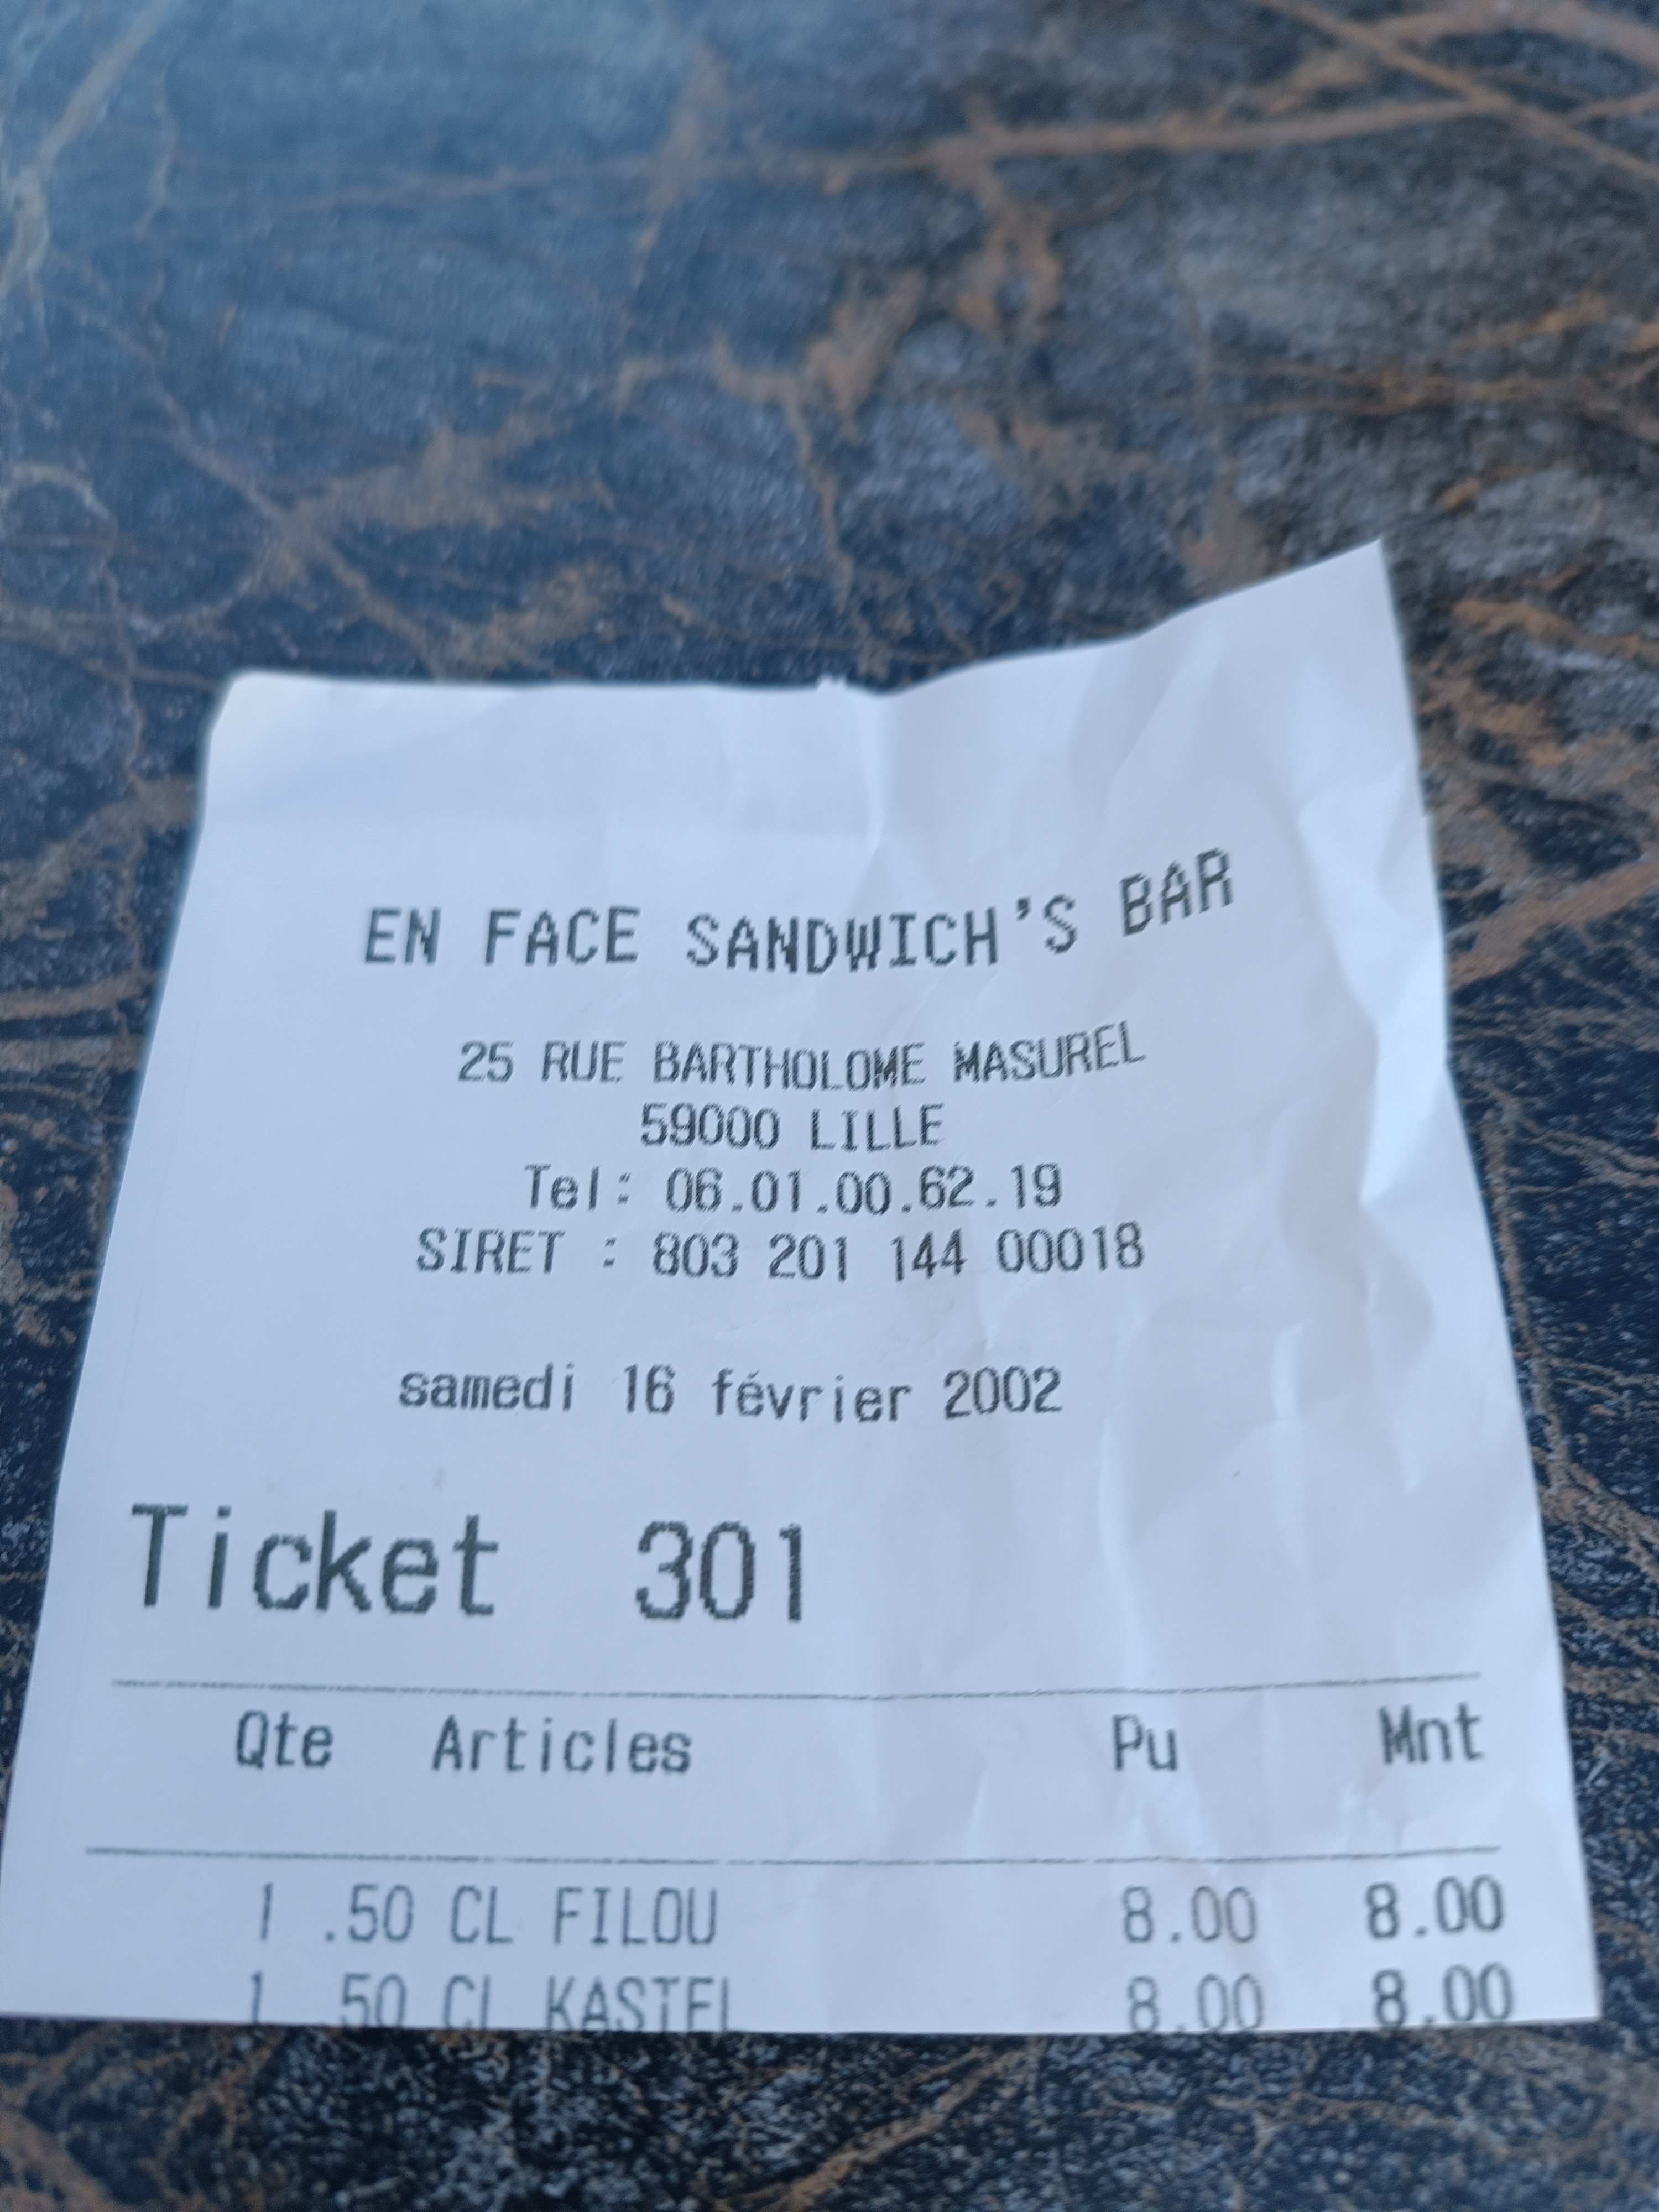 EN FACE SANDWICH'S BAR
25 RUE BARTHOLOME MASUREL
59000 LILLE
Tel: 06.01.00.62.19
SIRET : 803 201 144 00018
samedi 16 février 2002
Ticket 301
Qte Articles Pu Mnt
1 .50 CL FILOU 8.00 8.00
1 .50 CL KASTEL 8.00 8.00